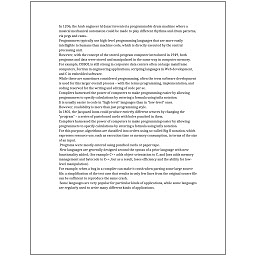 In 1206, the Arab engineer Al-Jazari invented a programmable drum machine where a
musical mechanical automaton could be made to play different rhythms and drum patterns,
via pegs and cams.
Programmers typically use high-level programming languages that are more easily
intelligible to humans than machine code, which is directly executed by the central
processing unit.
However, with the concept of the stored-program computer introduced in 1949, both
programs and data were stored and manipulated in the same way in computer memory.
For example, COBOL is still strong in corporate data centers often on large mainframe
computers, Fortran in engineering applications, scripting languages in Web development,
and C in embedded software.
While these are sometimes considered programming, often the term software development
is used for this larger overall process – with the terms programming, implementation, and
coding reserved for the writing and editing of code per se.
Compilers harnessed the power of computers to make programming easier by allowing
programmers to specify calculations by entering a formula using infix notation.
It is usually easier to code in "high-level" languages than in "low-level" ones.
However, readability is more than just programming style.
In 1801, the Jacquard loom could produce entirely different weaves by changing the
"program" – a series of pasteboard cards with holes punched in them.
Compilers harnessed the power of computers to make programming easier by allowing
programmers to specify calculations by entering a formula using infix notation.
For this purpose, algorithms are classified into orders using so-called Big O notation, which
expresses resource use, such as execution time or memory consumption, in terms of the size
of an input.
Programs were mostly entered using punched cards or paper tape.
New languages are generally designed around the syntax of a prior language with new
functionality added, (for example C++ adds object-orientation to C, and Java adds memory
management and bytecode to C++, but as a result, loses efficiency and the ability for low-
level manipulation).
For example, when a bug in a compiler can make it crash when parsing some large source
file, a simplification of the test case that results in only few lines from the original source file
can be sufficient to reproduce the same crash.
Some languages are very popular for particular kinds of applications, while some languages
are regularly used to write many different kinds of applications.